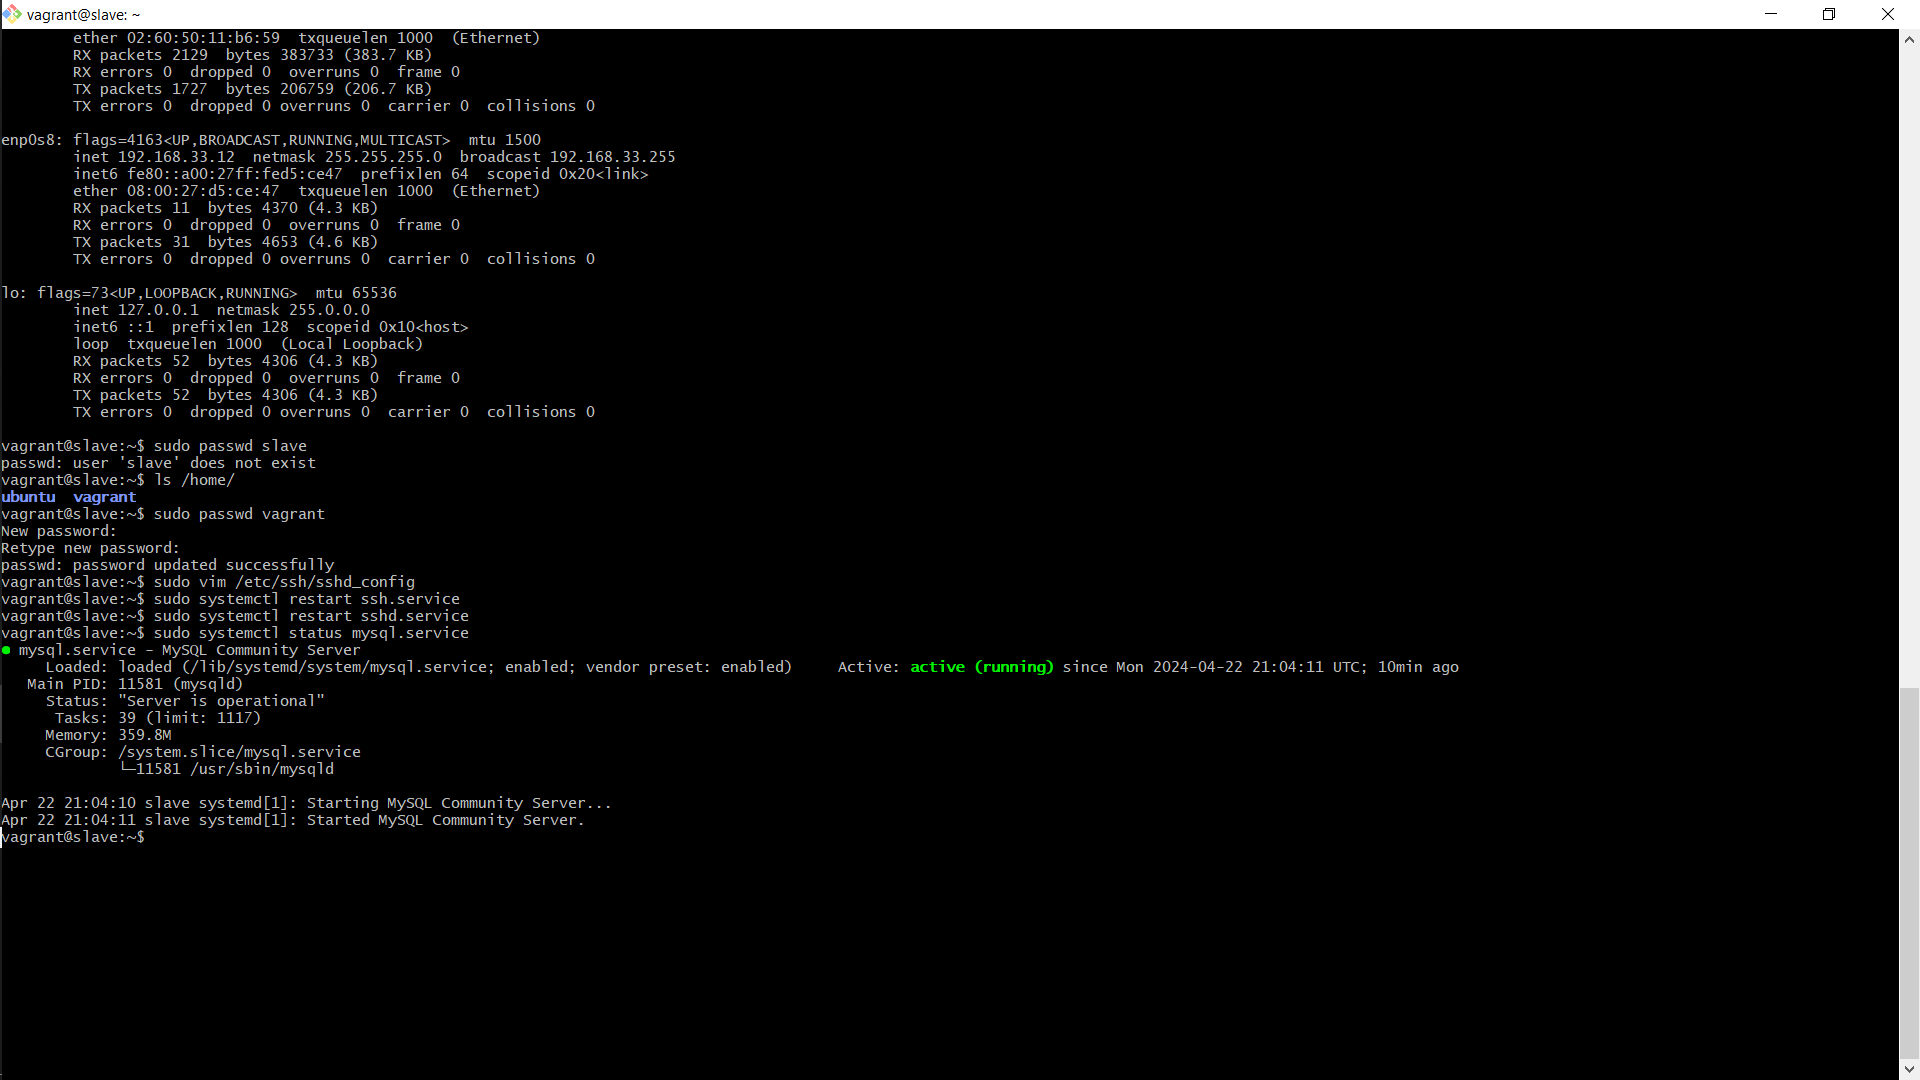 vagrant@slave: ~
ether 02:60:50:11:b6:59  txqueuelen 1000  (Ethernet)
RX packets 2129  bytes 383733 (383.7 KB)
RX errors 0  dropped 0  overruns 0  frame 0
TX packets 1727  bytes 206759 (206.7 KB)
TX errors 0  dropped 0 overruns 0  carrier 0  collisions 0
enp0s8: flags=4163<UP,BROADCAST,RUNNING,MULTICAST>  mtu 1500
inet 192.168.33.12  netmask 255.255.255.0  broadcast 192.168.33.255
inet6 fe80::a00:27ff:fed5:ce47  prefixlen 64  scopeid 0x20<link>
ether 08:00:27:d5:ce:47  txqueuelen 1000  (Ethernet)
RX packets 11  bytes 4370 (4.3 KB)
RX errors 0  dropped 0  overruns 0  frame 0
TX packets 31  bytes 4653 (4.6 KB)
TX errors 0  dropped 0 overruns 0  carrier 0  collisions 0
lo: flags=73<UP,LOOPBACK,RUNNING>  mtu 65536
inet 127.0.0.1  netmask 255.0.0.0
inet6 ::1  prefixlen 128  scopeid 0x10<host>
loop  txqueuelen 1000  (Local Loopback)
RX packets 52  bytes 4306 (4.3 KB)
RX errors 0  dropped 0  overruns 0  frame 0
TX packets 52  bytes 4306 (4.3 KB)
TX errors 0  dropped 0 overruns 0  carrier 0  collisions 0
vagrant@slave:~$ sudo passwd slave
passwd: user 'slave' does not exist
vagrant@slave:~$ ls /home/
ubuntu  vagrant
vagrant@slave:~$ sudo passwd vagrant
New password:
Retype new password:
passwd: password updated successfully
vagrant@slave:~$ sudo vim /etc/ssh/sshd_config
vagrant@slave:~$ sudo systemctl restart ssh.service
vagrant@slave:~$ sudo systemctl restart sshd.service
vagrant@slave:~$ sudo systemctl status mysql.service
● mysql.service - MySQL Community Server
Loaded: loaded (/lib/systemd/system/mysql.service; enabled; vendor preset: enabled)     Active: active (running) since Mon 2024-04-22 21:04:11 UTC; 10min ago
Main PID: 11581 (mysqld)
Status: "Server is operational"
Tasks: 39 (limit: 1117)
Memory: 359.8M
CGroup: /system.slice/mysql.service
└─11581 /usr/sbin/mysqld
Apr 22 21:04:10 slave systemd[1]: Starting MySQL Community Server...
Apr 22 21:04:11 slave systemd[1]: Started MySQL Community Server.
vagrant@slave:~$